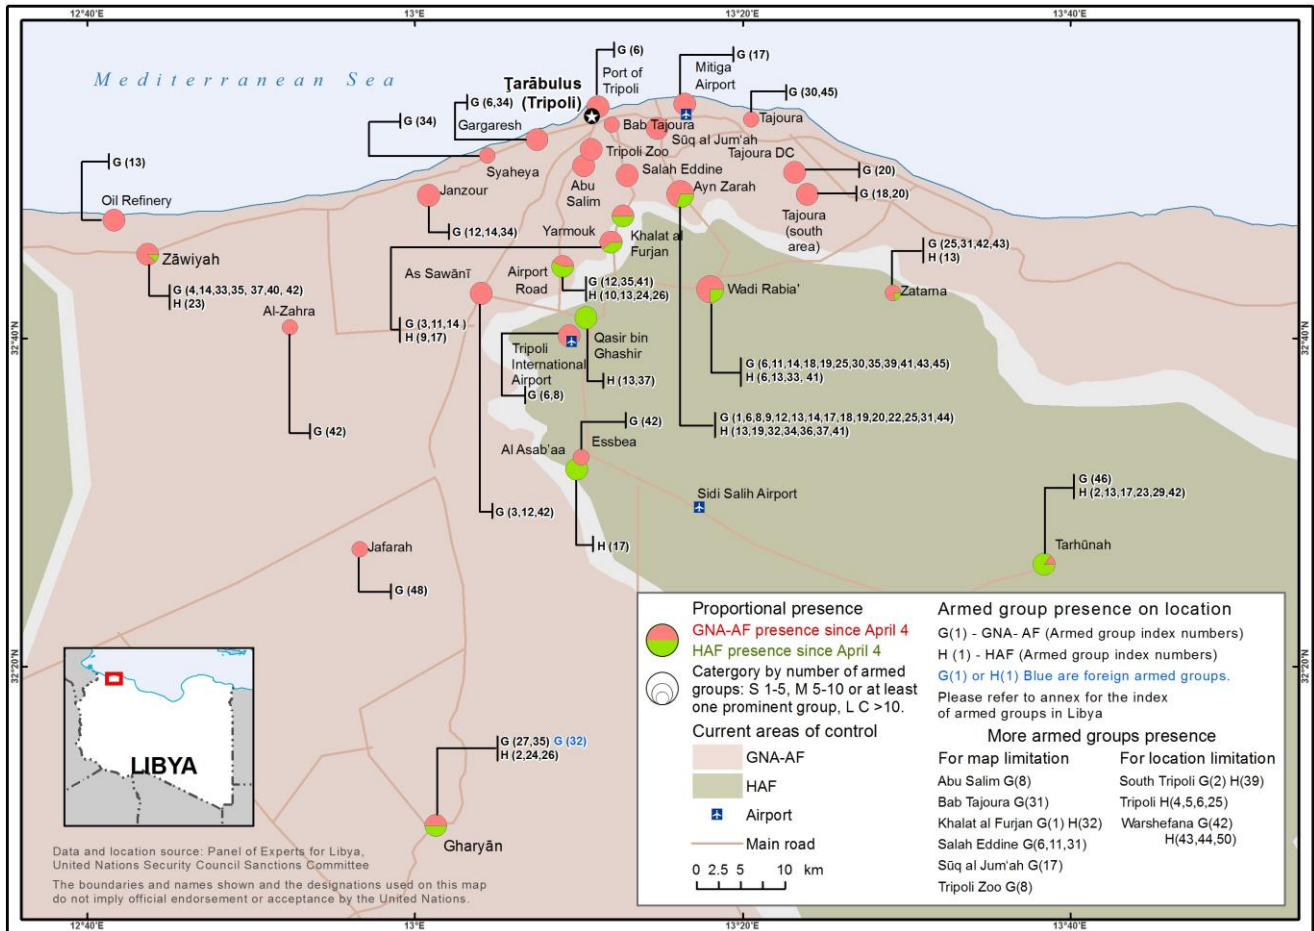 12°40'E
13°E
13°20'E
13°40'E
Mediterranean Sea
G (6)
Port of
Tripoli
G (17)
Mitiga
Airport
Ţarābulus
(Tripoli)
G (30,45)
Tajoura
G (6,34)
Gargaresh
G (34)
Syaheya
Bab Tajoura
Sūq al Jum'ah
Tajoura DC
G (20)
G (13)
Oil Refinery
Tripoli Zoo
Salah Eddine
Abu
Salim
Ayn Zarah
G (18,20)
Tajoura
(south
area)
Janzour
G (12,14,34)
Yarmouk
Khalat al
Furjan
G (25,31,42,43)
H (13)
Zatarna
Zāwiyah
G (4,14,33,35, 37,40, 42)
H (23)
As Sawānī
Airport
Road
G (12,35,41)
H (10,13,24,26)
Wadi Rabia'
Al-Zahra
G (3,11,14 )
H (9,17)
Tripoli
International
Airport
Qasir bin
Ghashir
32°40'N
32°40'N
H (13,37)
G (6,8)
G (6,11,14,18,19,25,30,35,39,41,43,45)
H (6,13,33, 41)
G (42)
G (42)
Essbea
Al Asab'aa
G (1,6,8,9,12,13,14,17,18,19,20,22,25,31,44)
H (13,19,32,34,36,37,41)
G (3,12,42)
H (17)
Sidi Salih Airport
G (46)
H (2,13,17,23,29,42)
Tarhūnah
Jafarah
G (48)
32°20'N
32°20'N
G (27,35) G (32)
H (2,24,26)
Gharyān
LIBYA
Data and location source: Panel of Experts for Libya,
United Nations Security Council Sanctions Committee
The boundaries and names shown and the designations used on this map
do not imply official endorsement or acceptance by the United Nations.
Proportional presence
GNA-AF presence since April 4
HAF presence since April 4
Catergory by number of armed
groups: S 1-5, M 5-10 or at least
one prominent group, L C >10.
Current areas of control
GNA-AF
HAF
Airport
Main road
0 2.5 5 10 km
Armed group presence on location
G(1) - GNA- AF (Armed group index numbers)
H (1) - HAF (Armed group index numbers)
G(1) or H(1) Blue are foreign armed groups.
Please refer to annex for the index
of armed groups in Libya
More armed groups presence
For map limitation
Abu Salim G(8)
Bab Tajoura G(31)
Khalat al Furjan G(1) H(32)
Salah Eddine G(6,11,31)
Sūq al Jum'ah G(17)
Tripoli Zoo G(8)
For location limitation
South Tripoli G(2) H(39)
Tripoli H(4,5,6,25)
Warshefana G(42)
H(43,44,50)
12°40'E
13°E
13°20'E
13°40'E